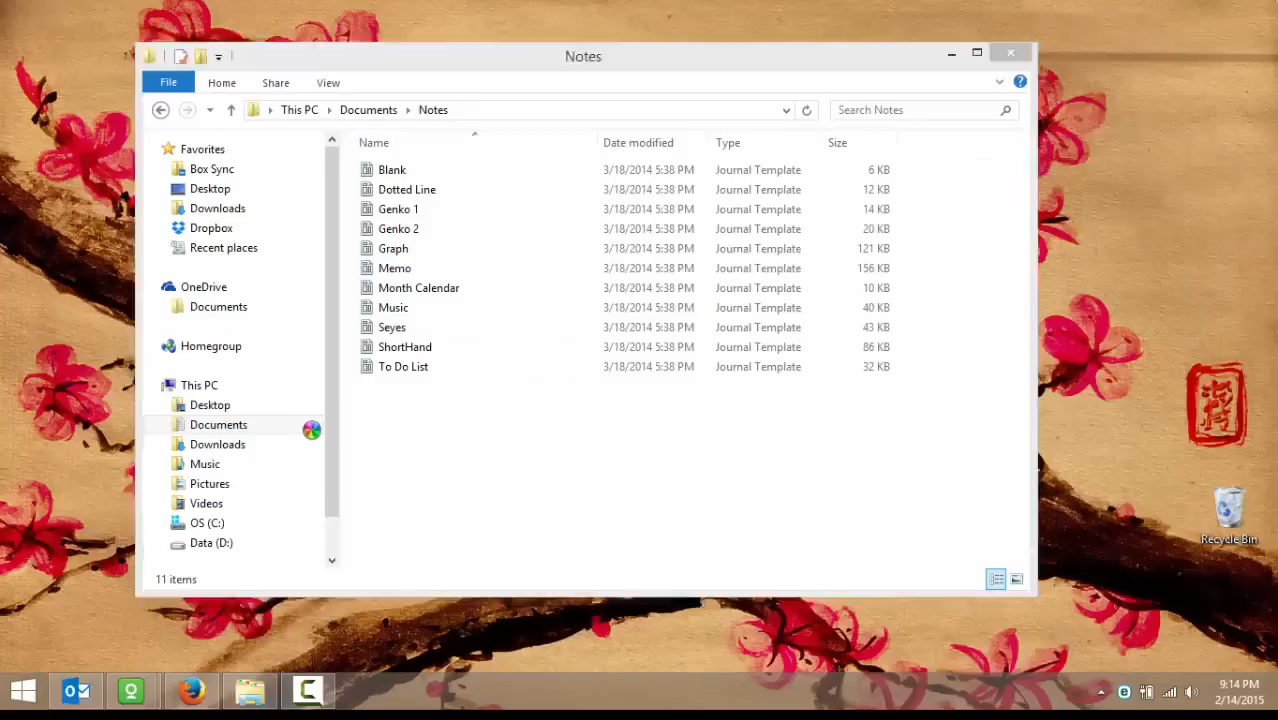 Notes
File Home Share View
This PC Documents Notes Search Notes
Name Date modified Type Size
Favorites
Box Sync
Desktop
Downloads
Dropbox
Recent places
OneDrive
Documents
Homegroup
This PC
Desktop
Documents
Downloads
Music
Pictures
Videos
OS (C:)
Data (D:)
Blank 3/18/2014 5:38 PM Journal Template 6 KB
Dotted Line 3/18/2014 5:38 PM Journal Template 12 KB
Genko 1 3/18/2014 5:38 PM Journal Template 14 KB
Genko 2 3/18/2014 5:38 PM Journal Template 20 KB
Graph 3/18/2014 5:38 PM Journal Template 121 KB
Memo 3/18/2014 5:38 PM Journal Template 156 KB
Month Calendar 3/18/2014 5:38 PM Journal Template 10 KB
Music 3/18/2014 5:38 PM Journal Template 40 KB
Seyes 3/18/2014 5:38 PM Journal Template 43 KB
ShortHand 3/18/2014 5:38 PM Journal Template 86 KB
To Do List 3/18/2014 5:38 PM Journal Template 32 KB
11 items
Recycle Bin
9:14 PM
2/14/2015